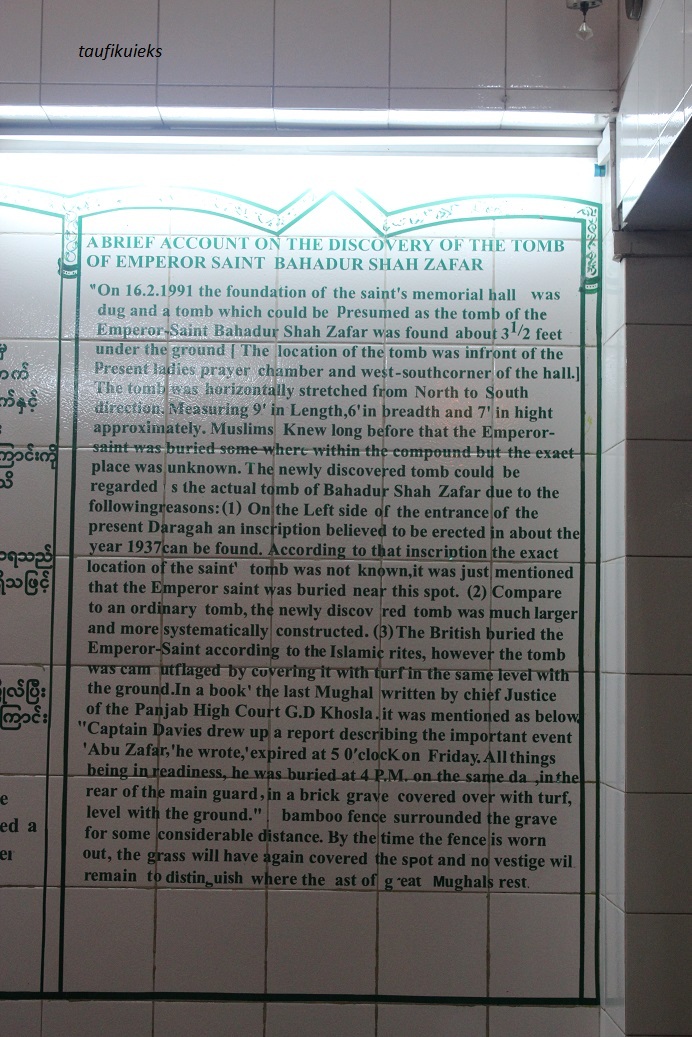 taufikuieks
A BRIEF ACCOUNT ON THE DISCOVERY OF THE TOMB
OF EMPEROR SAINT BAHADUR SHAH ZAFAR
"On 16.2.1991 the foundation of the saint's memorial hall was
dug and a tomb which could be Presumed as the tomb of the
Emperor-Saint Bahadur Shah Zafar was found about 3 1/2 feet
under the ground [ The location of the tomb was infront of the
Present ladies prayer chamber and west-southcorner of the hall.]
The tomb was horizontally stretched from North to South
direction. Measuring 9' in Length,6'in breadth and 7' in hight
approximately. Muslims Knew long before that the Emperor-
saint was buried some where within the compound but the exact
place was unknown. The newly discovered tomb could be
regarded s the actual tomb of Bahadur Shah Zafar due to the
followingreasons: (1) On the Left side of the entrance of the
present Daragah an inscription believed to be erected in about the
year 1937can be found. According to that inscription the exact
location of the saint' tomb was not known,it was just mentioned
that the Emperor saint was buried near this spot. (2) Compare
to an ordinary tomb, the newly discov red tomb was much larger
and more systematically constructed. (3)The British buried the
Emperor-Saint according to the Islamic rites, however the tomb
was cam utflaged by covering it with turf in the same level with
the ground.In a book' the last Mughal written by chief Justice
of the Panjab High Court G.D Khosla.it was mentioned as below,
"Captain Davies drew up a report describing the important event
'Abu Zafar,'he wrote,'expired at 5 0'clocK on Friday. All things
being in readiness, he was buried at 4 P.M. on the same da ,in the
rear of the main guard, in a brick grave covered over with turf,
level with the ground." bamboo fence surrounded the grave
for some considerable distance. By the time the fence is worn
out, the grass will have again covered the spot and no vestige wil
remain to distinguish where the ast of g eat Mughals rest.
ကြောင်းကို
ရသည်
ကြောင်း
e
ed a
er